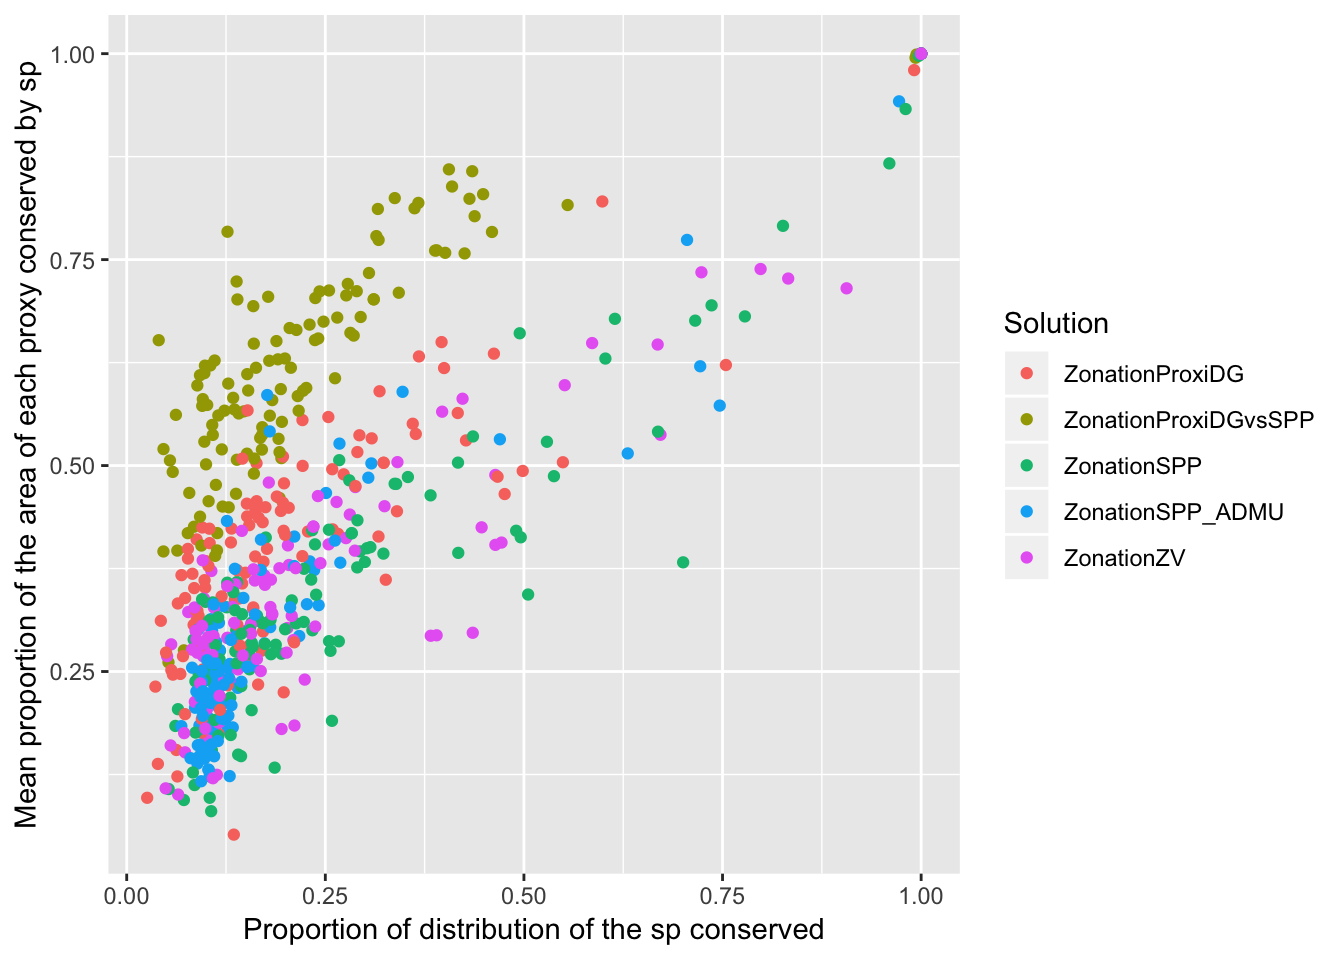 Mean proportion of the area of each proxy conserved by sp
1.00
0.75
0.50
0.25
0.00
0.25
0.50
0.75
1.00
Proportion of distribution of the sp conserved
Solution
ZonationProxiDG
ZonationProxiDGvsSPP
ZonationSPP
ZonationSPP_ADMU
ZonationZV